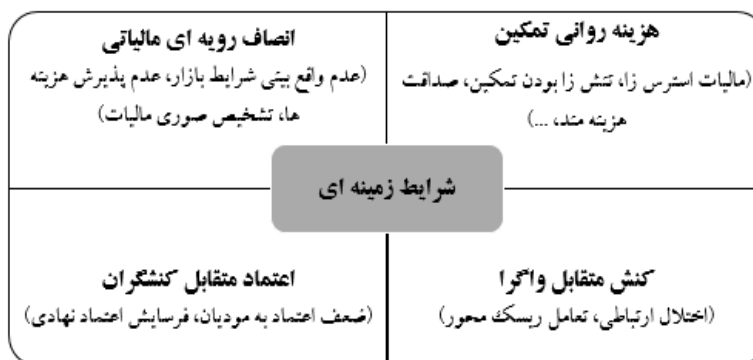 هزینه روانی تمکین
(مالیات استرس زا، تنش زا بودن تمکین، صداقت
هزینه مند، ...)
انصاف رویه ای مالیاتی
(عدم واقع بینی شرایط بازار، عدم پذیرش هزینه
ها، تشخیص صوری مالیات)
شرایط زمینه ای
کنش متقابل واگرا
(اختلال ارتباطی، تعامل ریسک محور)
اعتماد متقابل کنشگران
(ضعف اعتماد به مودیان، فرسایش اعتماد نهادی)